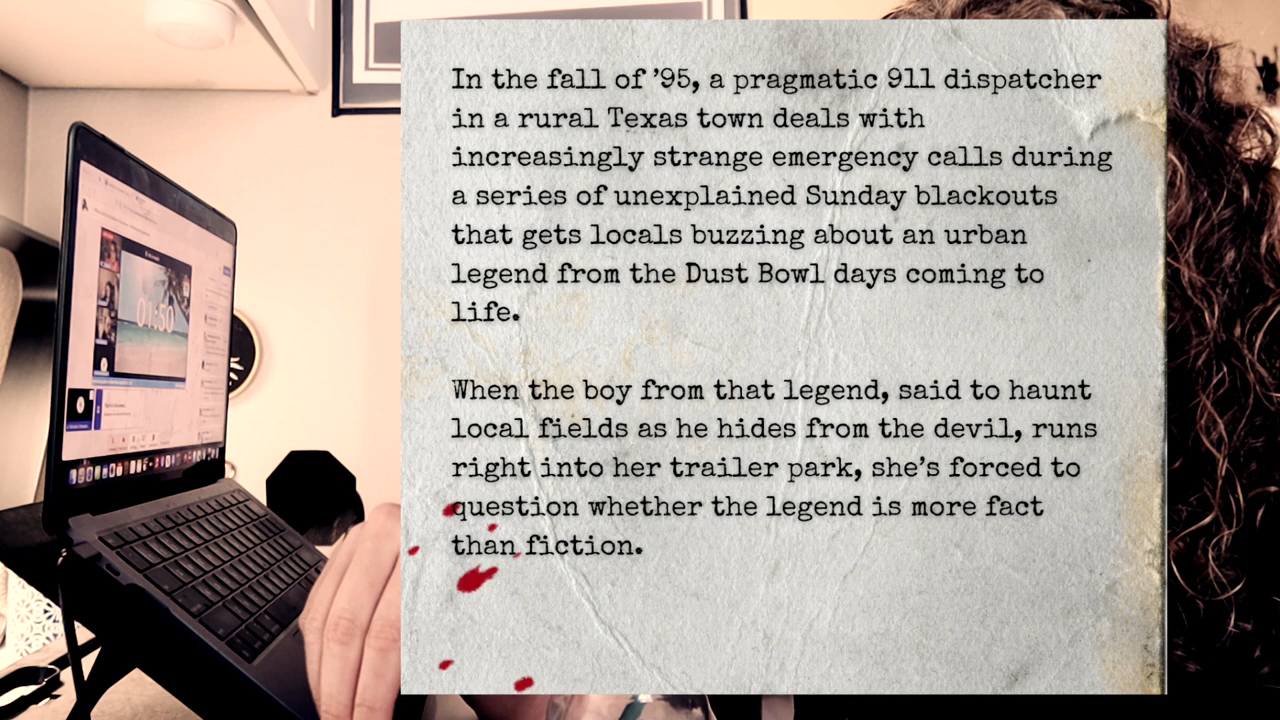 In the fall of ’95, a pragmatic 911 dispatcher
in a rural Texas town deals with
increasingly strange emergency calls during
a series of unexplained Sunday blackouts
that gets locals buzzing about an urban
legend from the Dust Bowl days coming to
life.
When the boy from that legend, said to haunt
local fields as he hides from the devil, runs
right into her trailer park, she’s forced to
question whether the legend is more fact
than fiction.
01:50